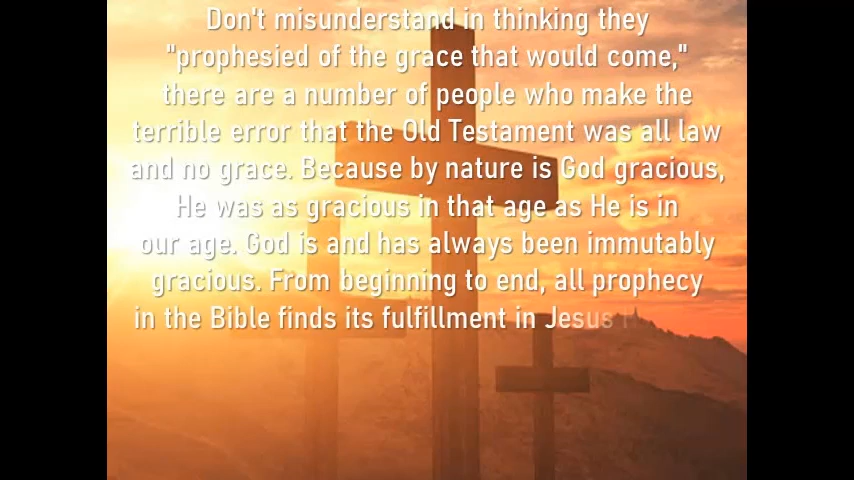 Don't misunderstand in thinking they
"prophesied of the grace that would come,"
there are a number of people who make the
terrible error that the Old Testament was all law
and no grace. Because by nature is God gracious,
He was as gracious in that age as He is in
our age. God is and has always been immutably
gracious. From beginning to end, all prophecy
in the Bible finds its fulfillment in Jesus